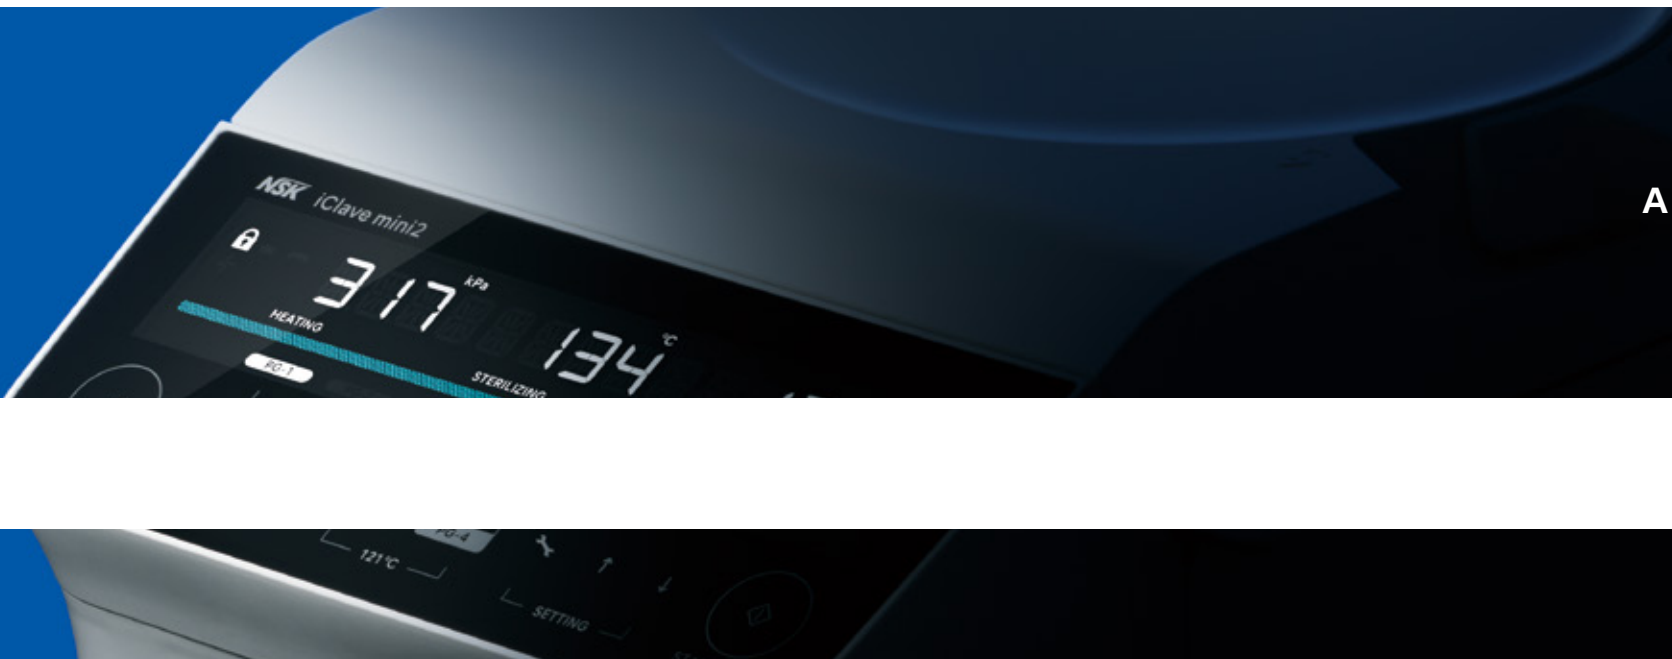 A
NSK iClave mini2
317 kPa
134 °C
HEATING
STERILIZING
PG-1
PG-4
121°C
SETTING